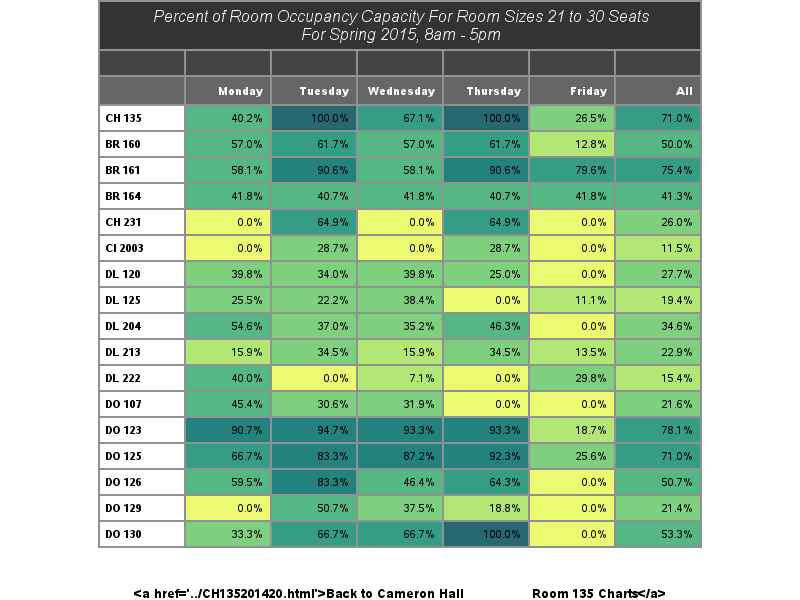 Percent of Room Occupancy Capacity For Room Sizes 21 to 30 Seats
For Spring 2015, 8am - 5pm
Monday Tuesday Wednesday Thursday Friday All
CH 135 40.2% 100.0% 67.1% 100.0% 26.5% 71.0%
BR 160 57.0% 61.7% 57.0% 61.7% 12.8% 50.0%
BR 161 58.1% 90.6% 58.1% 90.6% 79.6% 75.4%
BR 164 41.8% 40.7% 41.8% 40.7% 41.8% 41.3%
CH 231 0.0% 64.9% 0.0% 64.9% 0.0% 26.0%
CI 2003 0.0% 28.7% 0.0% 28.7% 0.0% 11.5%
DL 120 39.8% 34.0% 39.8% 25.0% 0.0% 27.7%
DL 125 25.5% 22.2% 38.4% 0.0% 11.1% 19.4%
DL 204 54.6% 37.0% 35.2% 46.3% 0.0% 34.6%
DL 213 15.9% 34.5% 15.9% 34.5% 13.5% 22.9%
DL 222 40.0% 0.0% 7.1% 0.0% 29.8% 15.4%
DO 107 45.4% 30.6% 31.9% 0.0% 0.0% 21.6%
DO 123 90.7% 94.7% 93.3% 93.3% 18.7% 78.1%
DO 125 66.7% 83.3% 87.2% 92.3% 25.6% 71.0%
DO 126 59.5% 83.3% 46.4% 64.3% 0.0% 50.7%
DO 129 0.0% 50.7% 37.5% 18.8% 0.0% 21.4%
DO 130 33.3% 66.7% 66.7% 100.0% 0.0% 53.3%
<a href='../CH135201420.html'>Back to Cameron Hall Room 135 Charts</a>